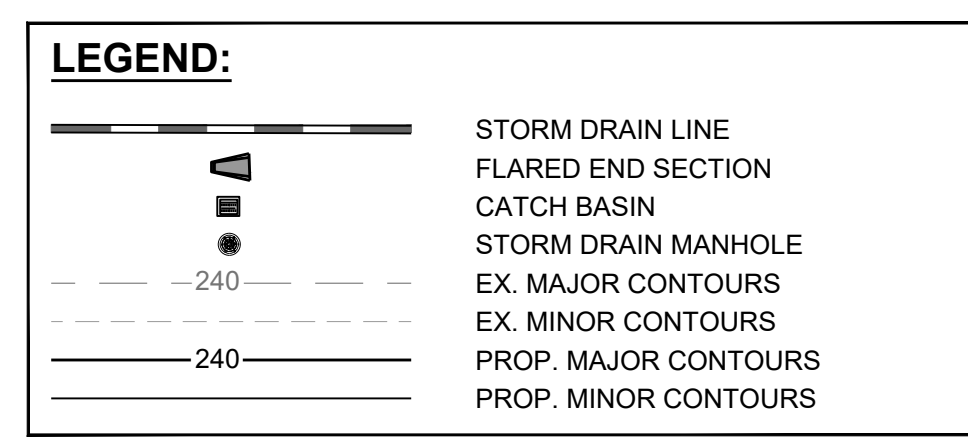 LEGEND:
STORM DRAIN LINE
FLARED END SECTION
CATCH BASIN
STORM DRAIN MANHOLE
240 EX. MAJOR CONTOURS
EX. MINOR CONTOURS
240 PROP. MAJOR CONTOURS
PROP. MINOR CONTOURS